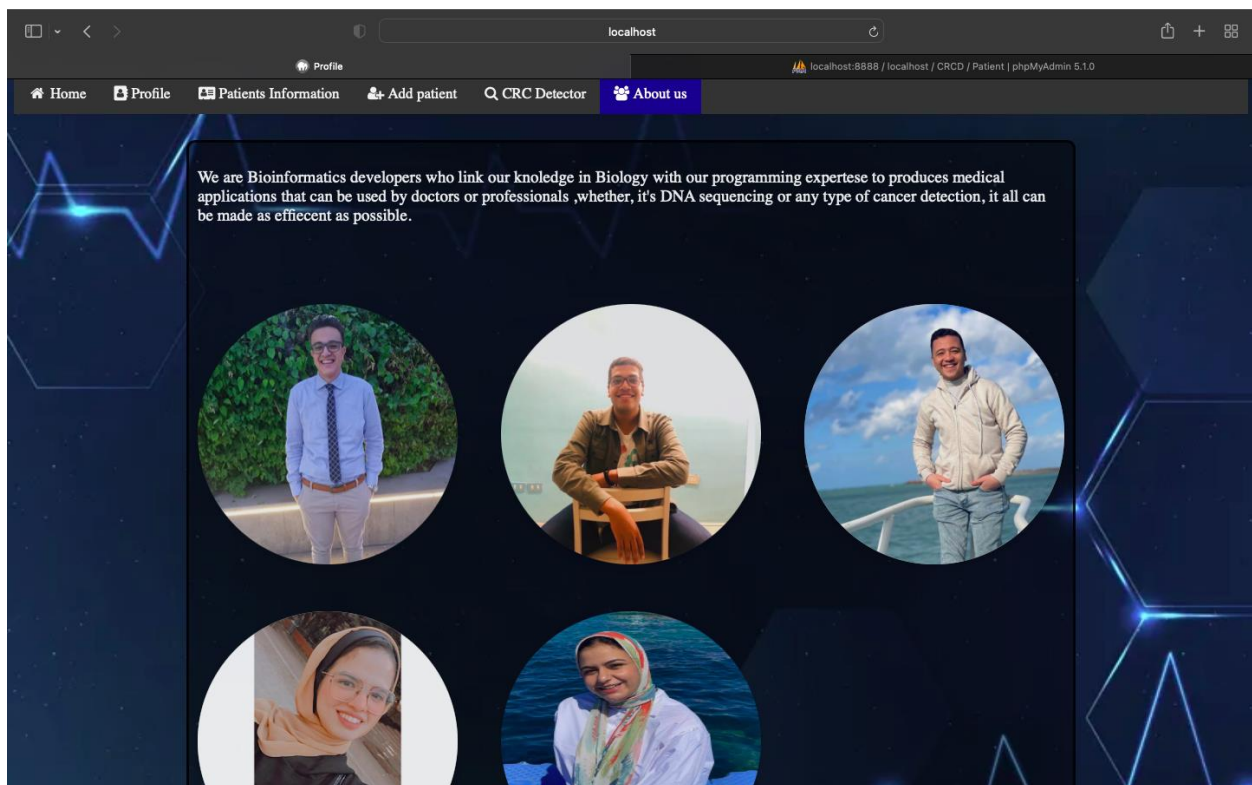 localhost
Profile
localhost:8888 / localhost / CRCD / Patient | phpMyAdmin 5.1.0
Home Profile Patients Information Add patient CRC Detector About us
We are Bioinformatics developers who link our knoledge in Biology with our programming expertese to produces medical
applications that can be used by doctors or professionals ,whether, it's DNA sequencing or any type of cancer detection, it all can
be made as effiecent as possible.